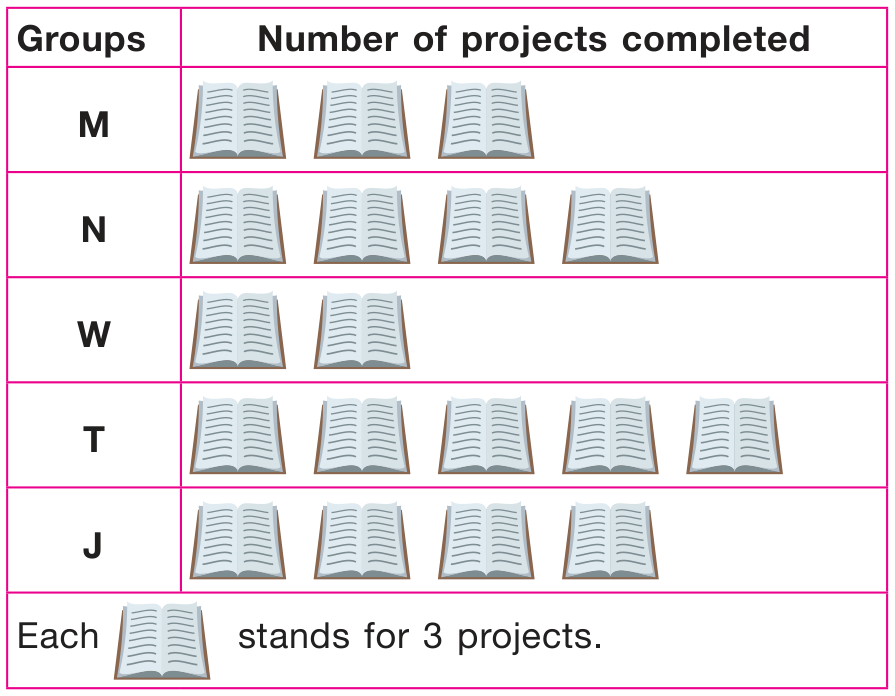 Groups Number of projects completed
M
N
W
T
J
Each stands for 3 projects.